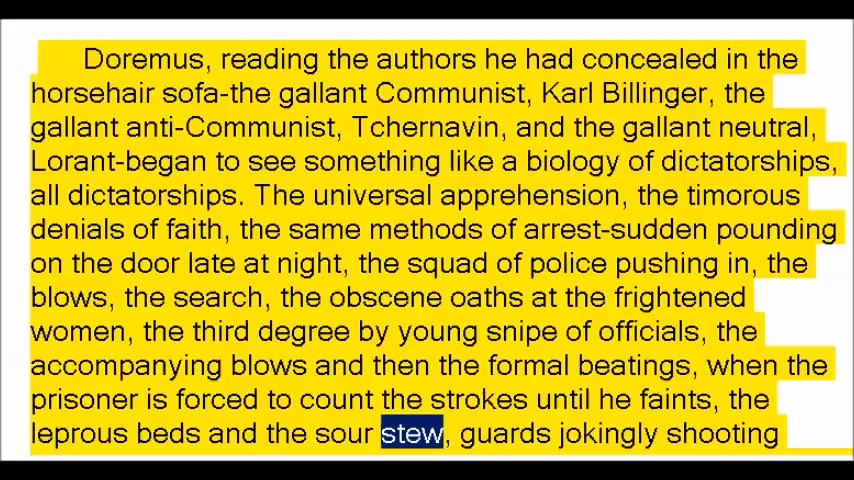 Doremus, reading the authors he had concealed in the
horsehair sofa-the gallant Communist, Karl Billinger, the
gallant anti-Communist, Tchernavin, and the gallant neutral,
Lorant-began to see something like a biology of dictatorships,
all dictatorships. The universal apprehension, the timorous
denials of faith, the same methods of arrest-sudden pounding
on the door late at night, the squad of police pushing in, the
blows, the search, the obscene oaths at the frightened
women, the third degree by young snipe of officials, the
accompanying blows and then the formal beatings, when the
prisoner is forced to count the strokes until he faints, the
leprous beds and the sour stew, guards jokingly shooting